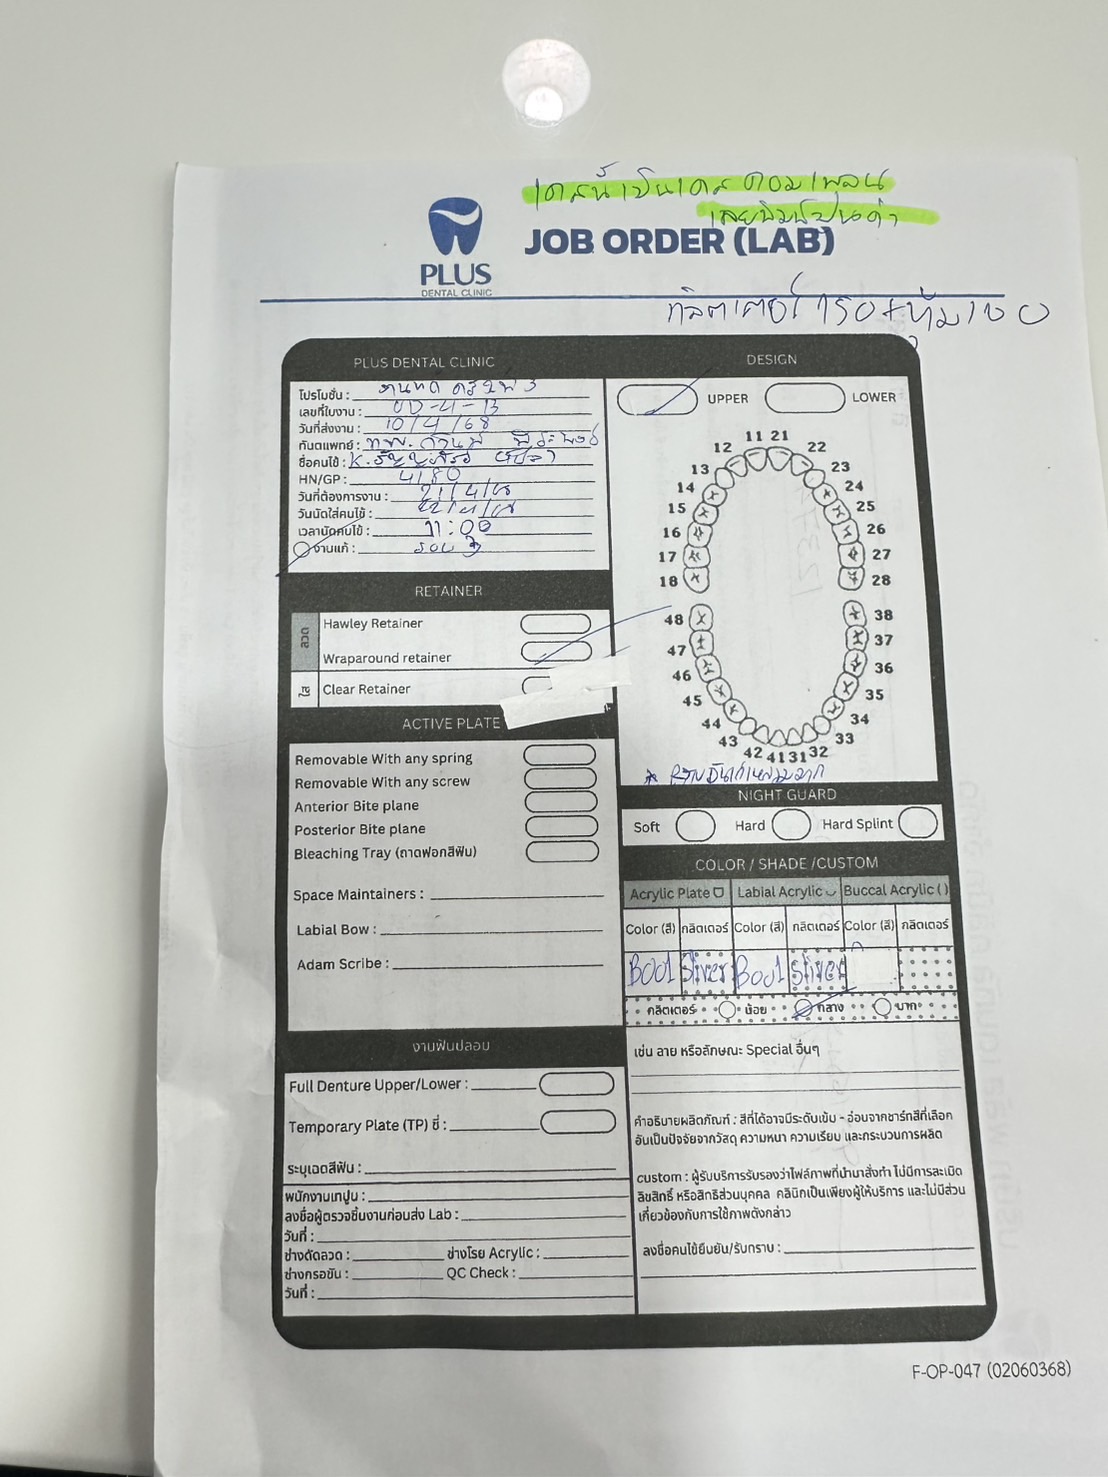 เคสนี้เป็นเคส คอมเพลน
PLUS
DENTAL CLINIC
JOB ORDER (LAB)
กลิตเตอร์ 150+
PLUS DENTAL CLINIC
โปรโมชั่น :
เลขที่ใบงาน : UD-4-13
วันที่ส่งงาน : 10/4/68
ทันตแพทย์ : ทพ.
ชื่อคนไข้ : K.
HN/GP : 4180
วันที่ต้องการงาน : 21/4/68
วันนัดใส่คนไข้ : 22/4/68
เวลานัดคนไข้ : 11:00
งานแก้ : รอบ 3
DESIGN
UPPER LOWER
11 21
12 22
13 23
14 24
15 25
16 26
17 27
18 28
48 38
47 37
46 36
45 35
44 34
43 33
42 41 31 32
RETAINER
ลวด
Hawley Retainer
Wraparound retainer
ใส
Clear Retainer
ACTIVE PLATE
Removable With any spring
Removable With any screw
Anterior Bite plane
Posterior Bite plane
Bleaching Tray (ถาดฟอกสีฟัน)
Space Maintainers :
Labial Bow :
Adam Scribe :
NIGHT GUARD
Soft Hard Hard Splint
COLOR / SHADE /CUSTOM
Acrylic Plate Labial Acrylic Buccal Acrylic ( )
Color (สี) กลิตเตอร์ Color (สี) กลิตเตอร์ Color (สี) กลิตเตอร์
B001 Sliver B001 Sliver
กลิตเตอร์ น้อย กลาง มาก
เช่น ลาย หรือลักษณะ Special อื่นๆ
คำอธิบายผลิตภัณฑ์ : สีที่ได้อาจมีระดับเข้ม - อ่อนจากชาร์ทสีที่เลือก
อันเป็นปัจจัยจากวัสดุ ความหนา ความเรียบ และกระบวนการผลิต
custom : ผู้รับบริการรับรองว่าไฟล์ภาพที่นำมาสั่งทำ ไม่มีการละเมิด
ลิขสิทธิ์ หรือสิทธิส่วนบุคคล คลินิกเป็นเพียงผู้ให้บริการ และไม่มีส่วน
เกี่ยวข้องกับการใช้ภาพดังกล่าว
ลงชื่อคนไข้ยืนยัน/รับทราบ :
งานฟันปลอม
Full Denture Upper/Lower :
Temporary Plate (TP) ซี่ :
ระบุเฉดสีฟัน :
พนักงานเทปูน :
ลงชื่อผู้ตรวจชิ้นงานก่อนส่ง Lab :
วันที่ :
ช่างดัดลวด : ช่างโรย Acrylic :
ช่างกรอขัน : QC Check :
วันที่ :
F-OP-047 (02060368)